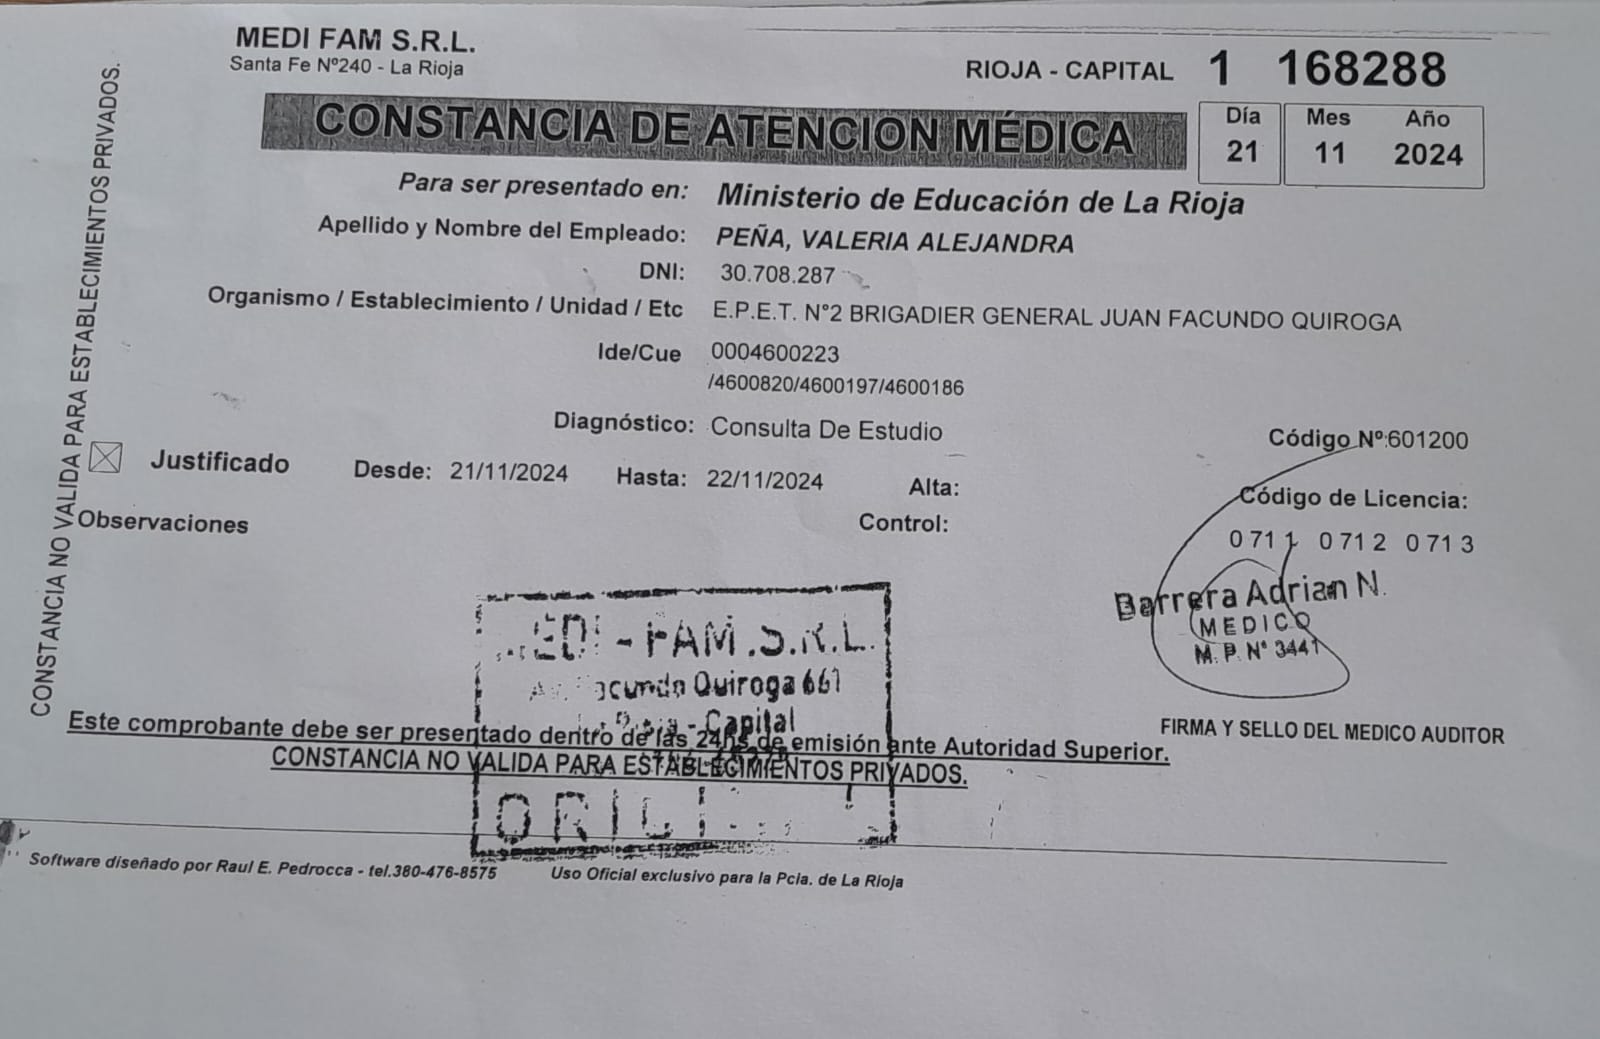 MEDI FAM S.R.L.
Santa Fe Nº240 - La Rioja
RIOJA - CAPITAL 1 168288
CONSTANCIA DE ATENCION MÉDICA
Día Mes Año
21 11 2024
Para ser presentado en: Ministerio de Educación de La Rioja
Apellido y Nombre del Empleado: PEÑA, VALERIA ALEJANDRA
DNI: 30.708.287
Organismo / Establecimiento / Unidad / Etc E.P.E.T. N°2 BRIGADIER GENERAL JUAN FACUNDO QUIROGA
Ide/Cue 0004600223
/4600820/4600197/4600186
Diagnóstico: Consulta De Estudio
Código Nº:601200
Justificado Desde: 21/11/2024 Hasta: 22/11/2024 Alta:
Código de Licencia:
Observaciones Control:
0711 0712 0713
Barrera Adrian N.
MEDICO
M. P. N° 3441
FIRMA Y SELLO DEL MEDICO AUDITOR
- FAM.S.R.L.
Quiroga 661
- Capital
Este comprobante debe ser presentado dentro de las 24hs de emisión ante Autoridad Superior.
CONSTANCIA NO VALIDA PARA ESTABLECIMIENTOS PRIVADOS.
Software diseñado por Raul E. Pedrocca - tel.380-476-8575 Uso Oficial exclusivo para la Pcia. de La Rioja
CONSTANCIA NO VALIDA PARA ESTABLECIMIENTOS PRIVADOS.